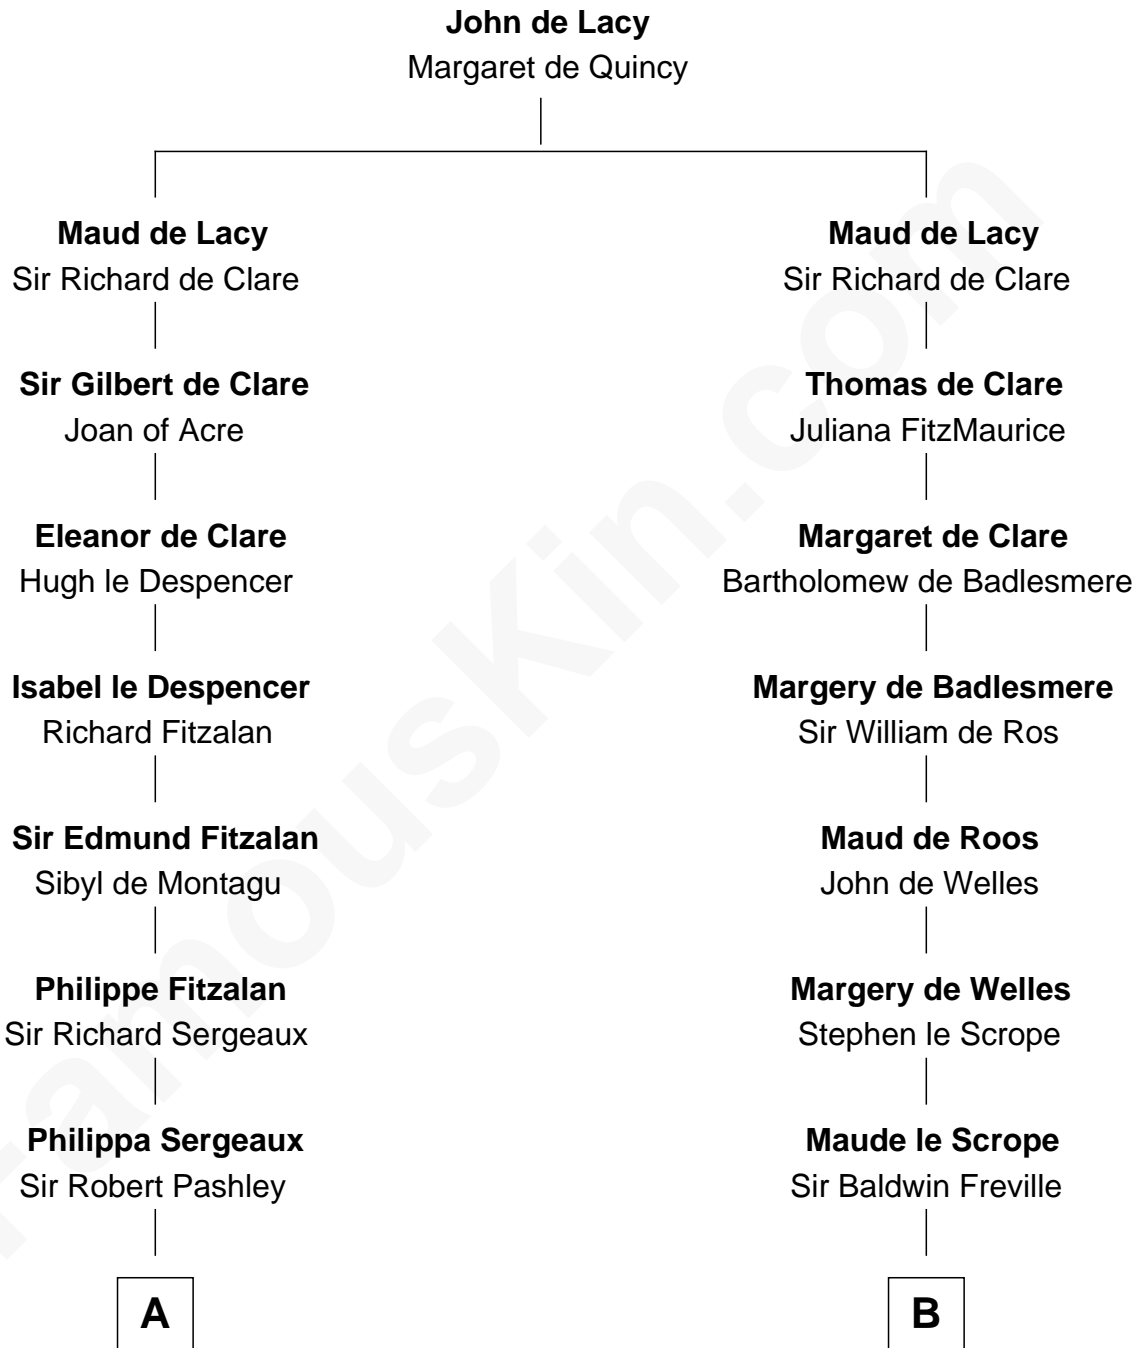 John de Lacy
Margaret de Quincy
Maud de Lacy
Sir Richard de Clare
Sir Gilbert de Clare
Joan of Acre
Eleanor de Clare
Hugh le Despencer
Isabel le Despencer
Richard Fitzalan
Sir Edmund Fitzalan
Sibyl de Montagu
Philippe Fitzalan
Sir Richard Sergeaux
Philippa Sergeaux
Sir Robert Pashley
A
Maud de Lacy
Sir Richard de Clare
Thomas de Clare
Juliana FitzMaurice
Margaret de Clare
Bartholomew de Badlesmere
Margery de Badlesmere
Sir William de Ros
Maud de Roos
John de Welles
Margery de Welles
Stephen le Scrope
Maude le Scrope
Sir Baldwin Freville
B
FamousKin.com